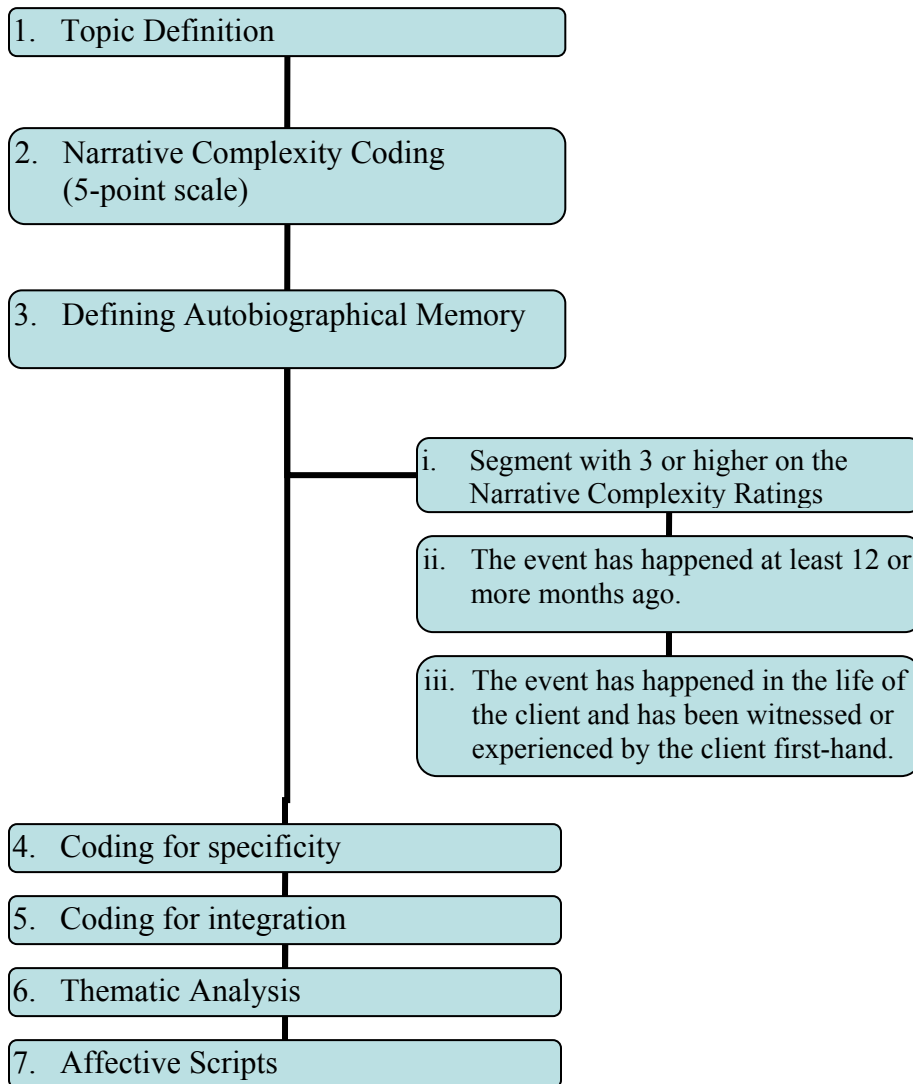 1. Topic Definition
2. Narrative Complexity Coding
(5-point scale)
3. Defining Autobiographical Memory
i. Segment with 3 or higher on the
Narrative Complexity Ratings
ii. The event has happened at least 12 or
more months ago.
iii. The event has happened in the life of
the client and has been witnessed or
experienced by the client first-hand.
4. Coding for specificity
5. Coding for integration
6. Thematic Analysis
7. Affective Scripts